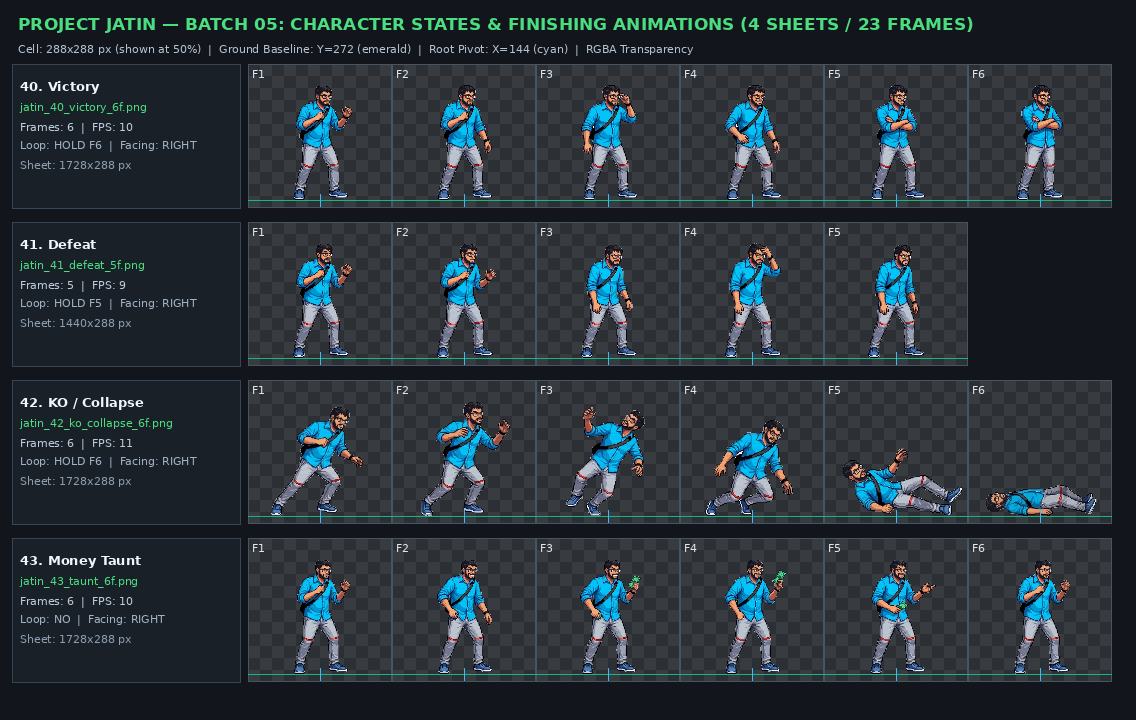 PROJECT JATIN — BATCH 05: CHARACTER STATES & FINISHING ANIMATIONS (4 SHEETS / 23 FRAMES)
Cell: 288x288 px (shown at 50%) | Ground Baseline: Y=272 (emerald) | Root Pivot: X=144 (cyan) | RGBA Transparency
40. Victory
jatin_40_victory_6f.png
Frames: 6 | FPS: 10
Loop: HOLD F6 | Facing: RIGHT
Sheet: 1728x288 px
F1 F2 F3 F4 F5 F6
41. Defeat
jatin_41_defeat_5f.png
Frames: 5 | FPS: 9
Loop: HOLD F5 | Facing: RIGHT
Sheet: 1440x288 px
F1 F2 F3 F4 F5
42. KO / Collapse
jatin_42_ko_collapse_6f.png
Frames: 6 | FPS: 11
Loop: HOLD F6 | Facing: RIGHT
Sheet: 1728x288 px
F1 F2 F3 F4 F5 F6
43. Money Taunt
jatin_43_taunt_6f.png
Frames: 6 | FPS: 10
Loop: NO | Facing: RIGHT
Sheet: 1728x288 px
F1 F2 F3 F4 F5 F6